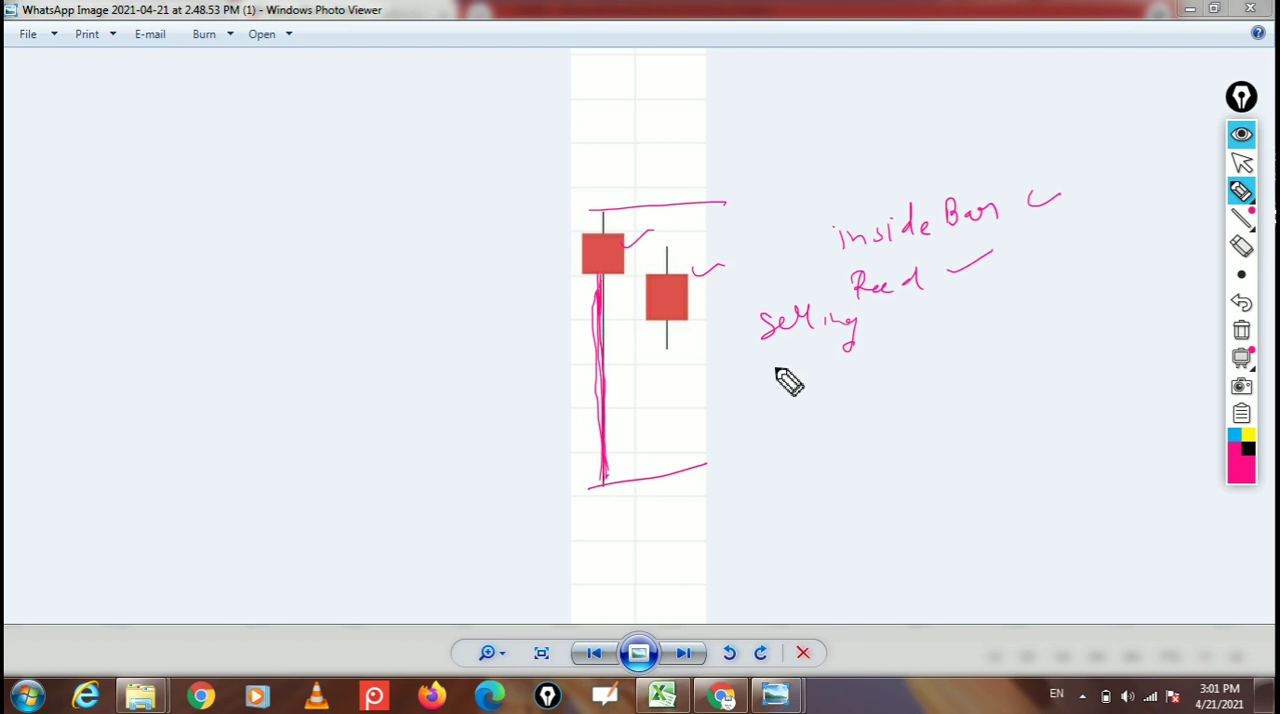 WhatsApp Image 2021-04-21 at 2.48.53 PM (1) - Windows Photo Viewer
File Print E-mail Burn Open
inside Bar
Reed
Selling
EN 3:01 PM
4/21/2021